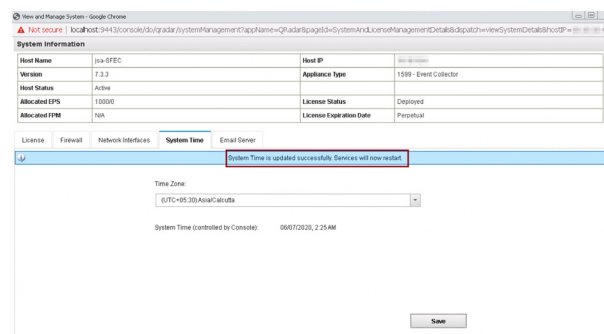 View and Manage System - Google Chrome
Not secure | localhost:9443/console/do/qradar/systemManagement?appName=QRadar&pageId=SystemAndLicenseManagementDetails&dispatch=viewSystemDetails&hostIP=
System Information
Host Name jsa-SFEC Host IP
Version 7.3.3 Appliance Type 1599 - Event Collector
Host Status Active
Allocated EPS 1000/0 License Status Deployed
Allocated FPM N/A License Expiration Date Perpetual
License Firewall Network Interfaces System Time Email Server
System Time is updated successfully. Services will now restart.
Time Zone:
(UTC+05:30) Asia/Calcutta
System Time (controlled by Console): 06/07/2020, 2:25 AM
Save